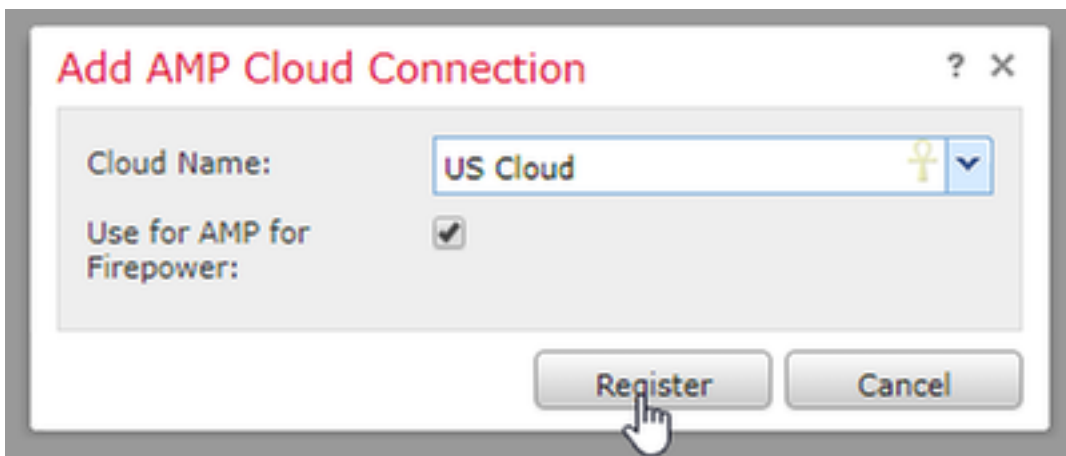 Add AMP Cloud Connection ?
Cloud Name: US Cloud
Use for AMP for
Firepower:
Register Cancel